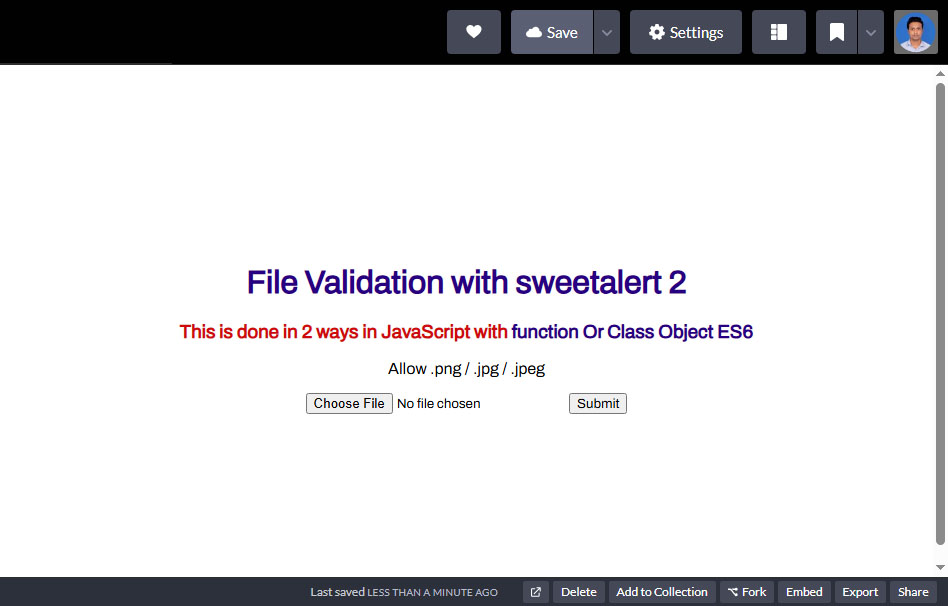 Save Settings
File Validation with sweetalert 2
This is done in 2 ways in JavaScript with function Or Class Object ES6
Allow .png / .jpg / .jpeg
Choose File No file chosen Submit
Last saved LESS THAN A MINUTE AGO Delete Add to Collection Fork Embed Export Share